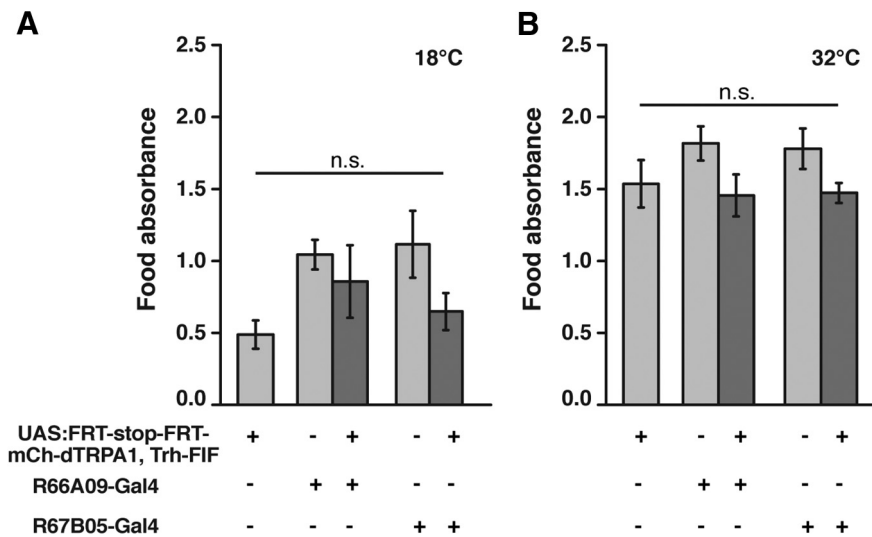 A
B
2.5
2.0
1.5
1.0
0.5
0.0
Food absorbance
18°C
n.s.
2.5
2.0
1.5
1.0
0.5
0.0
Food absorbance
32°C
n.s.
UAS:FRT-stop-FRT-
mCh-dTRPA1, Trh-FIF
+ - + - + + - + - +
R66A09-Gal4
- + + - - - + + - -
R67B05-Gal4
- - - + + - - - + +